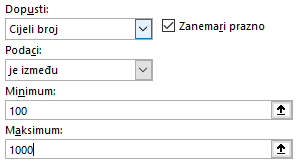 Dopusti:
Cijeli broj
Zanemari prazno
Podaci:
je između
Minimum:
100
Maksimum:
1000